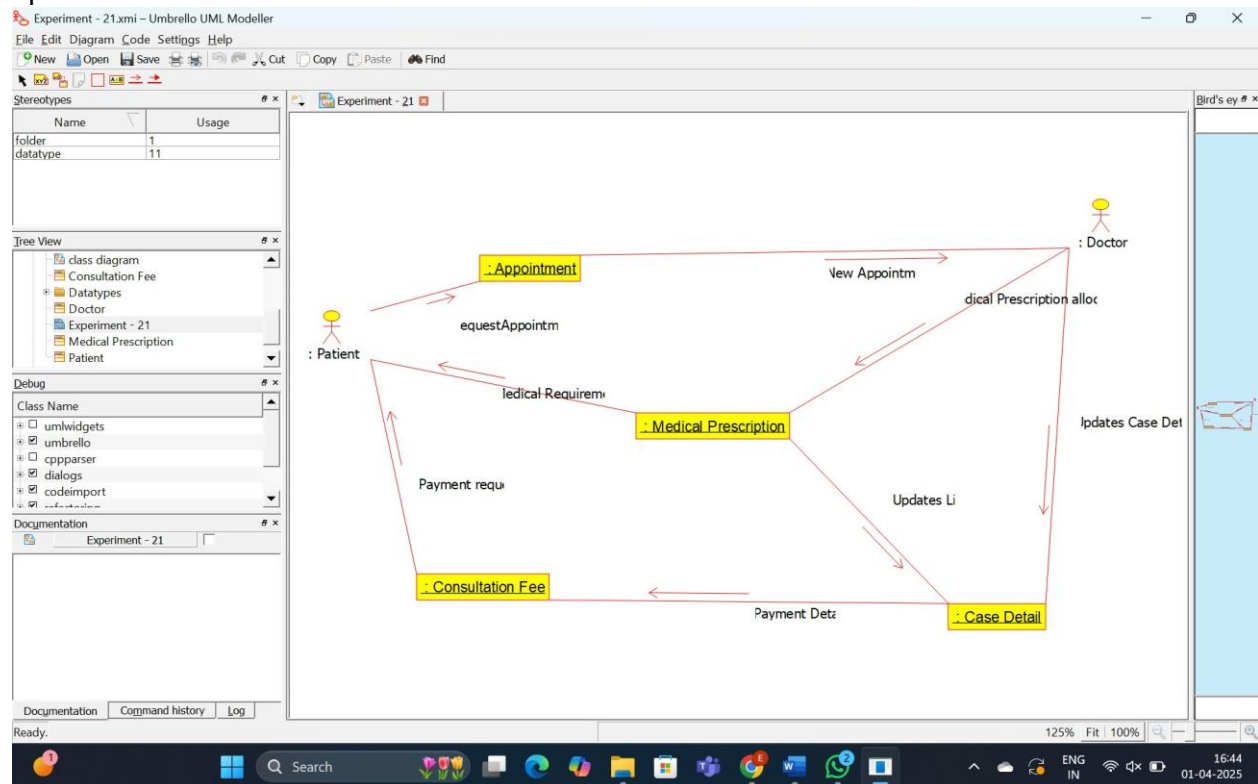 Experiment - 21.xmi – Umbrello UML Modeller
File Edit Diagram Code Settings Help
New Open Save Cut Copy Paste Find
Stereotypes
Name Usage
folder 1
datatype 11
Tree View
class diagram
Consultation Fee
Datatypes
Doctor
Experiment - 21
Medical Prescription
Patient
Debug
Class Name
umlwidgets
umbrello
cppparser
dialogs
codeimport
Documentation
Experiment - 21
Documentation Command history Log
Ready.
Experiment - 21
Bird's ey
: Doctor
: Appointment
New Appointm
dical Prescription alloc
equestAppointm
: Patient
ledical Requirem
: Medical Prescription
Updates Case Det
Payment requ
Updates Li
: Consultation Fee
Payment Deta
: Case Detail
125% Fit 100%
Search
ENG
IN
16:44
01-04-2025